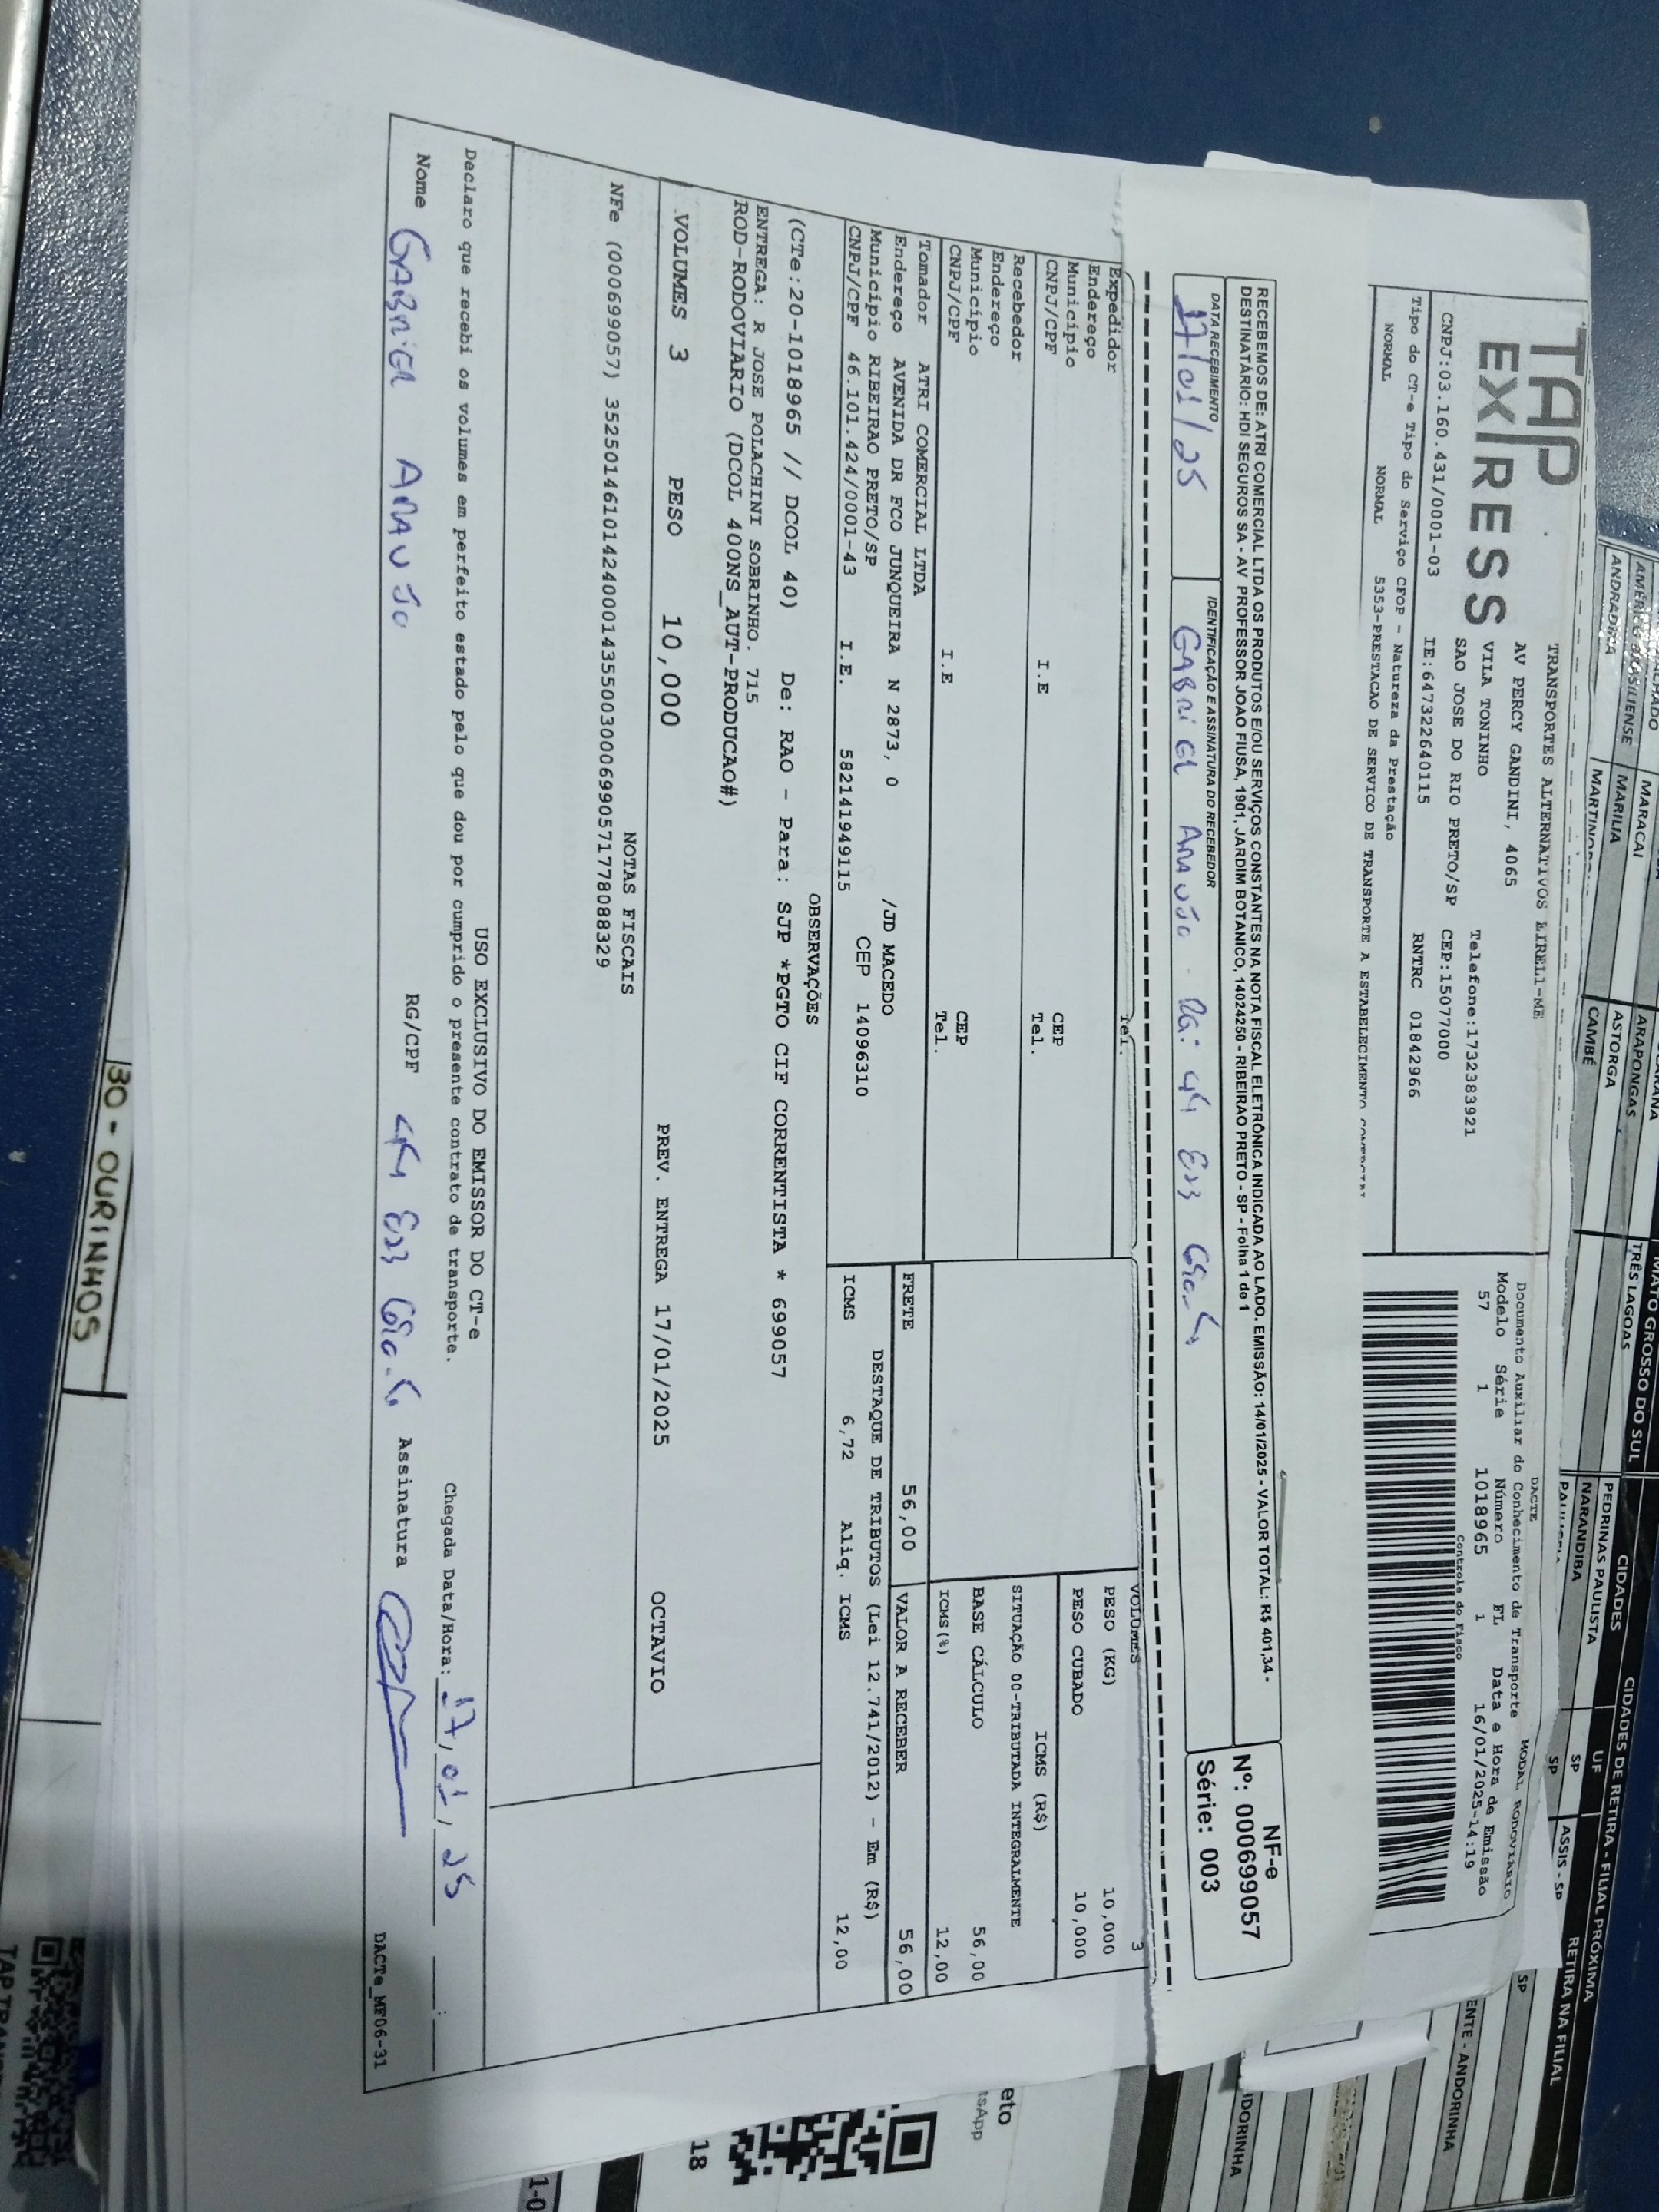 TAP
EXPRESS
TRANSPORTES ALTERNATIVOS EIRELI-ME
AV PERCY GANDINI, 4065
VILA TONINHO Telefone:1732383921
SAO JOSE DO RIO PRETO/SP CEP:15077000
CNPJ:03.160.431/0001-03 IE:647322640115 RNTRC 01842966
DACTE
Documento Auxiliar do Conhecimento de Transporte
MODAL RODOVIÁRIO
Modelo Série Número FL Data e Hora de Emissão
57 1 1018965 1 16/01/2025-14:19
Controle do Fisco
Tipo do CT-e Tipo do Serviço CFOP - Natureza da Prestação
NORMAL NORMAL 5353-PRESTACAO DE SERVICO DE TRANSPORTE A ESTABELECIMENTO
RECEBEMOS DE: ATRI COMERCIAL LTDA OS PRODUTOS E/OU SERVIÇOS CONSTANTES NA NOTA FISCAL ELETRÔNICA INDICADA AO LADO. EMISSÃO: 14/01/2025 - VALOR TOTAL: R$ 401,34 -
DESTINATÁRIO: HDI SEGUROS SA - AV PROFESSOR JOAO FIUSA, 1901, JARDIM BOTANICO, 14024250 - RIBEIRAO PRETO - SP - Folha 1 de 1
NF-e
Nº: 000699057
Série: 003
DATA RECEBIMENTO IDENTIFICAÇÃO E ASSINATURA DO RECEBEDOR
17/01/25 GABRIEL ARAUJO
Expedidor Tel.
Endereço
Município CEP
CNPJ/CPF I.E Tel.
Recebedor
Endereço
Município CEP
CNPJ/CPF I.E Tel.
VOLUMES 3
PESO (KG) 10,000
PESO CUBADO 10,000
ICMS (R$)
SITUAÇÃO 00-TRIBUTADA INTEGRALMENTE
BASE CÁLCULO 56,00
ICMS(%) 12,00
Tomador ATRI COMERCIAL LTDA
Endereço AVENIDA DR FCO JUNQUEIRA N 2873, 0 /JD MACEDO
Município RIBEIRAO PRETO/SP CEP 14096310
CNPJ/CPF 46.101.424/0001-43 I.E. 582141949115
FRETE 56,00 VALOR A RECEBER 56,00
DESTAQUE DE TRIBUTOS (Lei 12.741/2012) - Em (R$)
ICMS 6,72 Aliq. ICMS 12,00
OBSERVAÇÕES
(CTe:20-1018965 // DCOL 40) De: RAO - Para: SJP *PGTO CIF CORRENTISTA * 699057
ENTREGA: R JOSE POLACHINI SOBRINHO. 715
ROD-RODOVIARIO (DCOL 400NS_AUT-PRODUCAO#)
VOLUMES 3 PESO 10,000 PREV. ENTREGA 17/01/2025 OCTAVIO
NOTAS FISCAIS
NFe (000699057) 35250146101424000143550030006990571778088329
USO EXCLUSIVO DO EMISSOR DO CT-e
Declaro que recebi os volumes em perfeito estado pelo que dou por cumprido o presente contrato de transporte. Chegada Data/Hora: 17/01/25 :
Nome GABRIEL ARAUJO RG/CPF Assinatura
DACTe_MF06-31
30 - OURINHOS
MARACAI
MARILIA
ANDRADINA
ARAPONGAS
ASTORGA
CAMBÉ
MATO GROSSO DO SUL
TRÊS LAGOAS
CIDADES
PEDRINAS PAULISTA
NARANDIBA
CIDADES DE RETIRA - FILIAL PRÓXIMA
UF
SP
SP
ASSIS - SP
RETIRA NA FILIAL
SP
ENTE - ANDORINHA
IDORINHA
eto
18